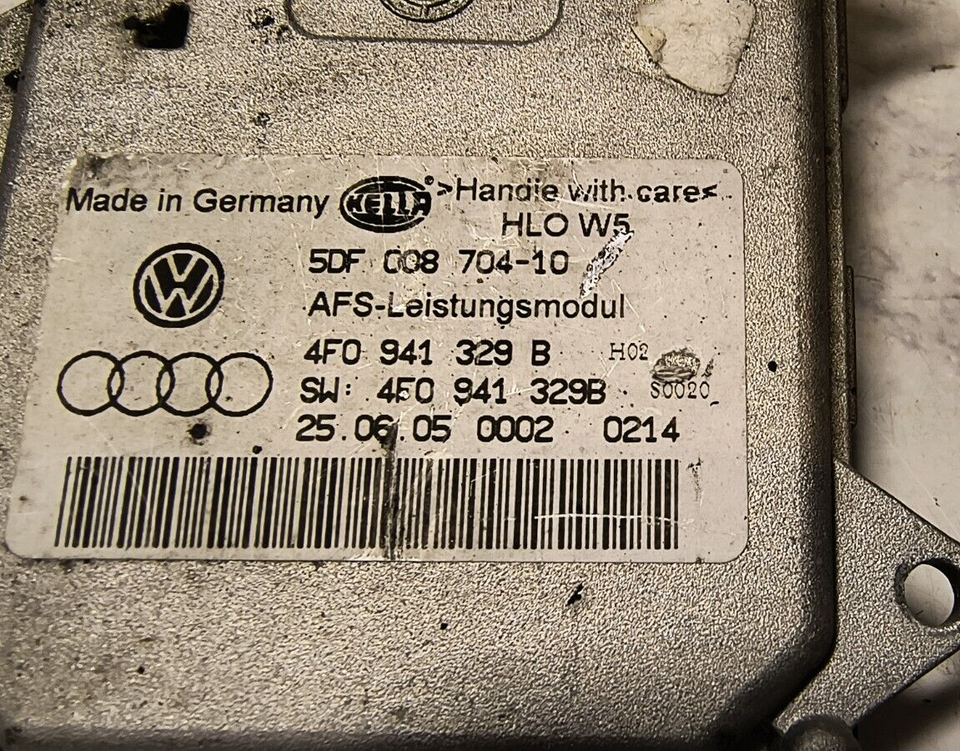 Made in Germany HELLA >Handle with care<
HLO W5
5DF 008 704-10
AFS-Leistungsmodul
4F0 941 329 B H02
SW: 4F0 941 329B S0020
25.06.05 0002 0214